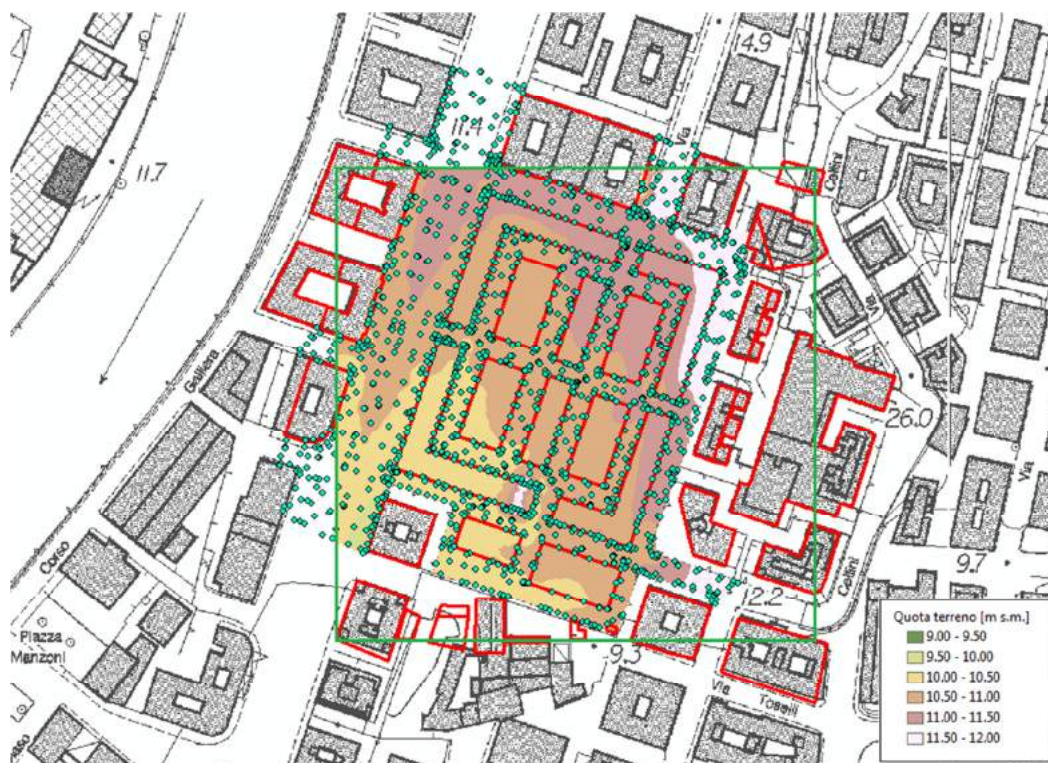 14.9
11.4
Via
11.7
Cellini
Via
Galilera
26.0
Via
Corso
Piazza
Manzoni
9.7
Cellini
12.2
9.3
Via
Toselli
Quota terreno [m s.m.]
9.00 - 9.50
9.50 - 10.00
10.00 - 10.50
10.50 - 11.00
11.00 - 11.50
11.50 - 12.00